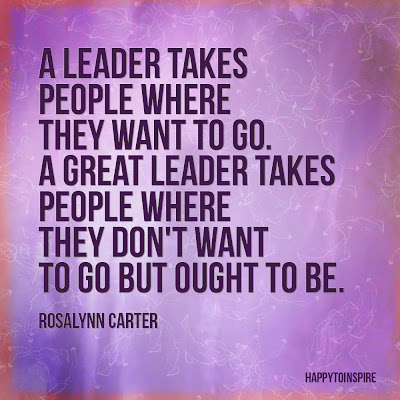 A LEADER TAKES
PEOPLE WHERE
THEY WANT TO GO.
A GREAT LEADER TAKES
PEOPLE WHERE
THEY DON'T WANT
TO GO BUT OUGHT TO BE.
ROSALYNN CARTER
HAPPYTOINSPIRE